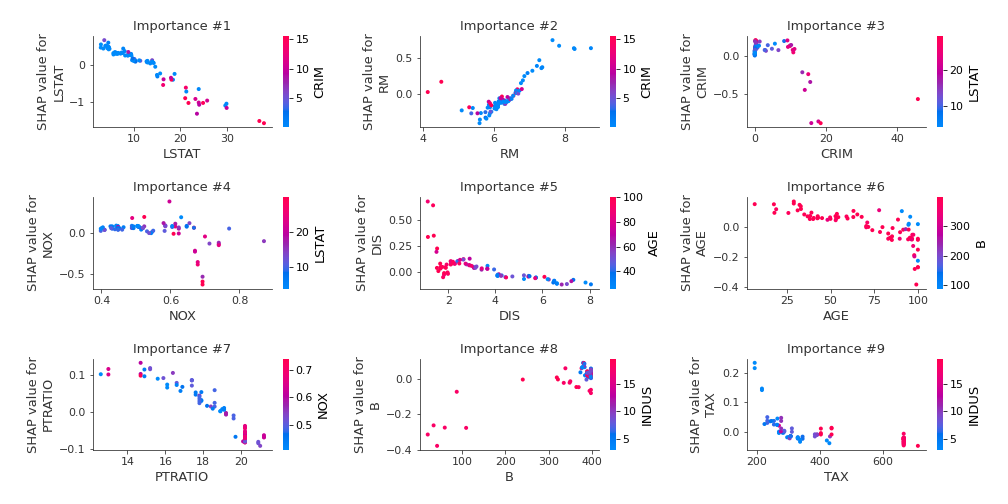 Importance #1
SHAP value for
LSTAT
0
−1
10
20
30
LSTAT
15
10
5
CRIM
Importance #2
SHAP value for
RM
0.5
0.0
4
6
8
RM
15
10
5
CRIM
Importance #3
SHAP value for
CRIM
0.0
−0.5
0
20
40
CRIM
20
10
LSTAT
Importance #4
SHAP value for
NOX
0.0
−0.5
0.4
0.6
0.8
NOX
20
10
LSTAT
Importance #5
SHAP value for
DIS
0.50
0.25
0.00
2
4
6
8
DIS
100
80
60
40
AGE
Importance #6
SHAP value for
AGE
0.0
−0.2
−0.4
25
50
75
100
AGE
300
200
100
B
Importance #7
SHAP value for
PTRATIO
0.1
0.0
−0.1
14
16
18
20
PTRATIO
0.7
0.6
0.5
NOX
Importance #8
SHAP value for
B
0.0
−0.2
−0.4
100
200
300
400
B
15
10
5
INDUS
Importance #9
SHAP value for
TAX
0.2
0.1
0.0
200
400
600
TAX
15
10
5
INDUS